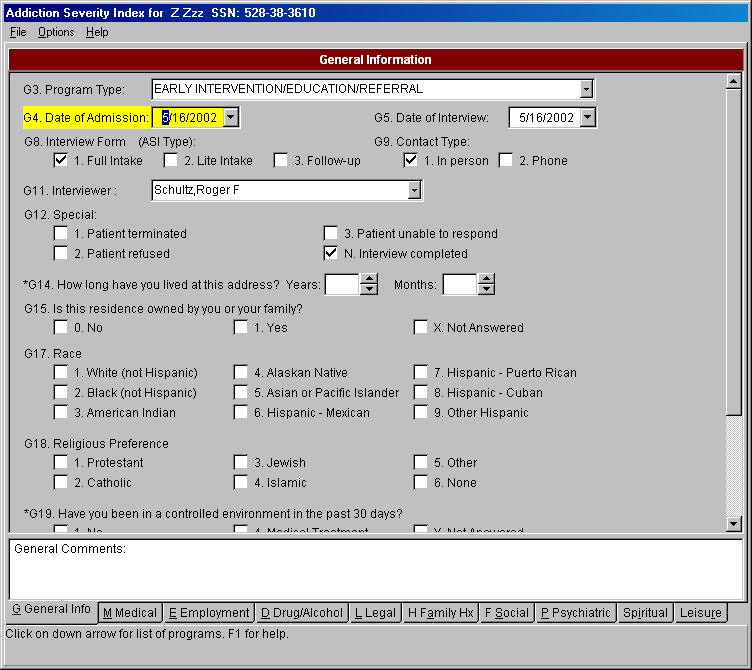 Addiction Severity Index for Z Zzz SSN: 528-38-3610
File Options Help
General Information
G3. Program Type: EARLY INTERVENTION/EDUCATION/REFERRAL
G4. Date of Admission: 5/16/2002 G5. Date of Interview: 5/16/2002
G8. Interview Form (ASI Type): G9. Contact Type:
1. Full Intake 2. Lite Intake 3. Follow-up 1. In person 2. Phone
G11. Interviewer : Schultz,Roger F
G12. Special:
1. Patient terminated 3. Patient unable to respond
2. Patient refused N. Interview completed
*G14. How long have you lived at this address? Years: Months:
G15. Is this residence owned by you or your family?
0. No 1. Yes X. Not Answered
G17. Race
1. White (not Hispanic) 4. Alaskan Native 7. Hispanic - Puerto Rican
2. Black (not Hispanic) 5. Asian or Pacific Islander 8. Hispanic - Cuban
3. American Indian 6. Hispanic - Mexican 9. Other Hispanic
G18. Religious Preference
1. Protestant 3. Jewish 5. Other
2. Catholic 4. Islamic 6. None
*G19. Have you been in a controlled environment in the past 30 days?
1. No 4. Medical Treatment X. Not Answered
General Comments:
G General Info M Medical E Employment D Drug/Alcohol L Legal H Family Hx F Social P Psychiatric Spiritual Leisure
Click on down arrow for list of programs. F1 for help.